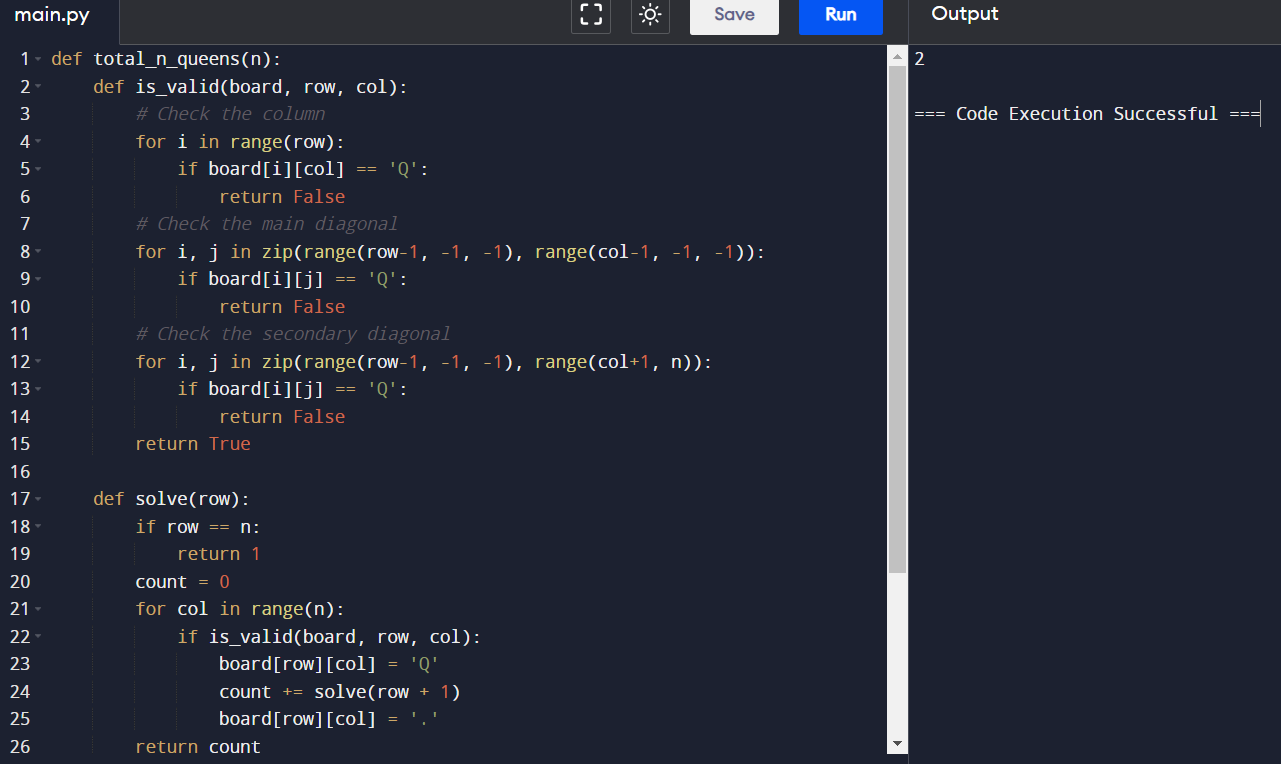 main.py
Save
Run
Output
1 def total_n_queens(n):
2     def is_valid(board, row, col):
3         # Check the column
4         for i in range(row):
5             if board[i][col] == 'Q':
6                 return False
7         # Check the main diagonal
8         for i, j in zip(range(row-1, -1, -1), range(col-1, -1, -1)):
9             if board[i][j] == 'Q':
10                 return False
11         # Check the secondary diagonal
12         for i, j in zip(range(row-1, -1, -1), range(col+1, n)):
13             if board[i][j] == 'Q':
14                 return False
15         return True
16
17     def solve(row):
18         if row == n:
19             return 1
20         count = 0
21         for col in range(n):
22             if is_valid(board, row, col):
23                 board[row][col] = 'Q'
24                 count += solve(row + 1)
25                 board[row][col] = '.'
26         return count
2
=== Code Execution Successful ===